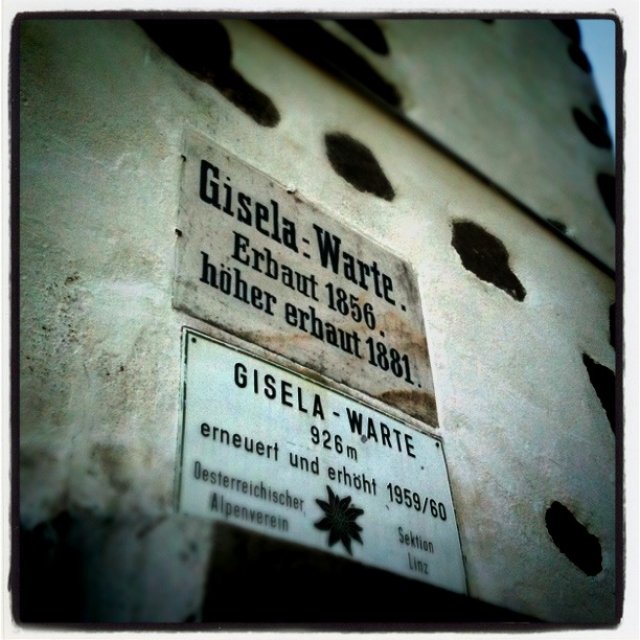 Gisela-Warte.
Erbaut 1856.
höher erbaut 1881.
GISELA-WARTE
926m
erneuert und erhöht 1959/60
Oesterreichischer
Alpenverein
Sektion
Linz